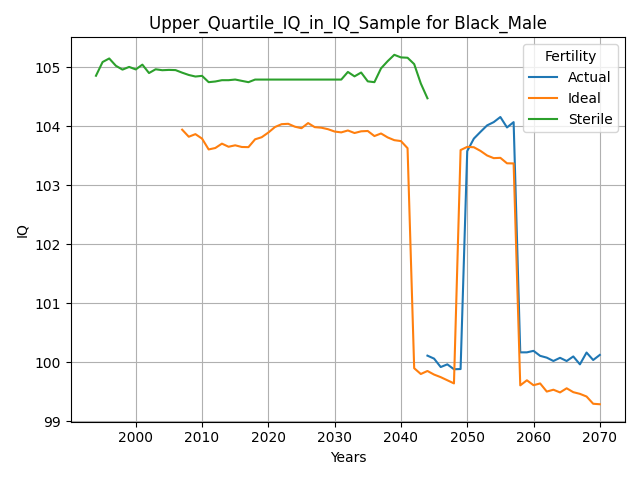 Upper_Quartile_IQ_in_IQ_Sample for Black_Male
Fertility
Actual
Ideal
Sterile
105
104
103
102
101
100
99
IQ
2000
2010
2020
2030
2040
2050
2060
2070
Years